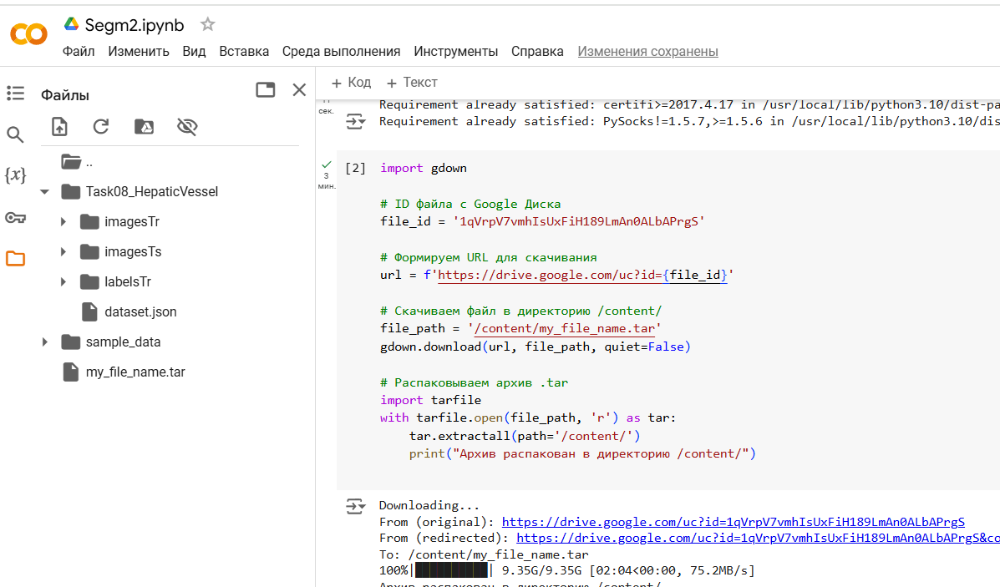 Segm2.ipynb
Файл Изменить Вид Вставка Среда выполнения Инструменты Справка Изменения сохранены
Файлы
..
Task08_HepaticVessel
imagesTr
imagesTs
labelsTr
dataset.json
sample_data
my_file_name.tar
+ Код + Текст
сек.
Requirement already satisfied: certifi>=2017.4.17 in /usr/local/lib/python3.10/dist-pa
Requirement already satisfied: PySocks!=1.5.7,>=1.5.6 in /usr/local/lib/python3.10/dis
3
мин.
[2] import gdown
# ID файла с Google Диска
file_id = '1qVrpV7vmhIsUxFiH189LmAn0ALbAPrgS'
# Формируем URL для скачивания
url = f'https://drive.google.com/uc?id={file_id}'
# Скачиваем файл в директорию /content/
file_path = '/content/my_file_name.tar'
gdown.download(url, file_path, quiet=False)
# Распаковываем архив .tar
import tarfile
with tarfile.open(file_path, 'r') as tar:
    tar.extractall(path='/content/')
    print("Архив распакован в директорию /content/")
Downloading...
From (original): https://drive.google.com/uc?id=1qVrpV7vmhIsUxFiH189LmAn0ALbAPrgS
From (redirected): https://drive.google.com/uc?id=1qVrpV7vmhIsUxFiH189LmAn0ALbAPrgS&co
To: /content/my_file_name.tar
100%|██████████| 9.35G/9.35G [02:04<00:00, 75.2MB/s]
Архив распакован в директорию /content/